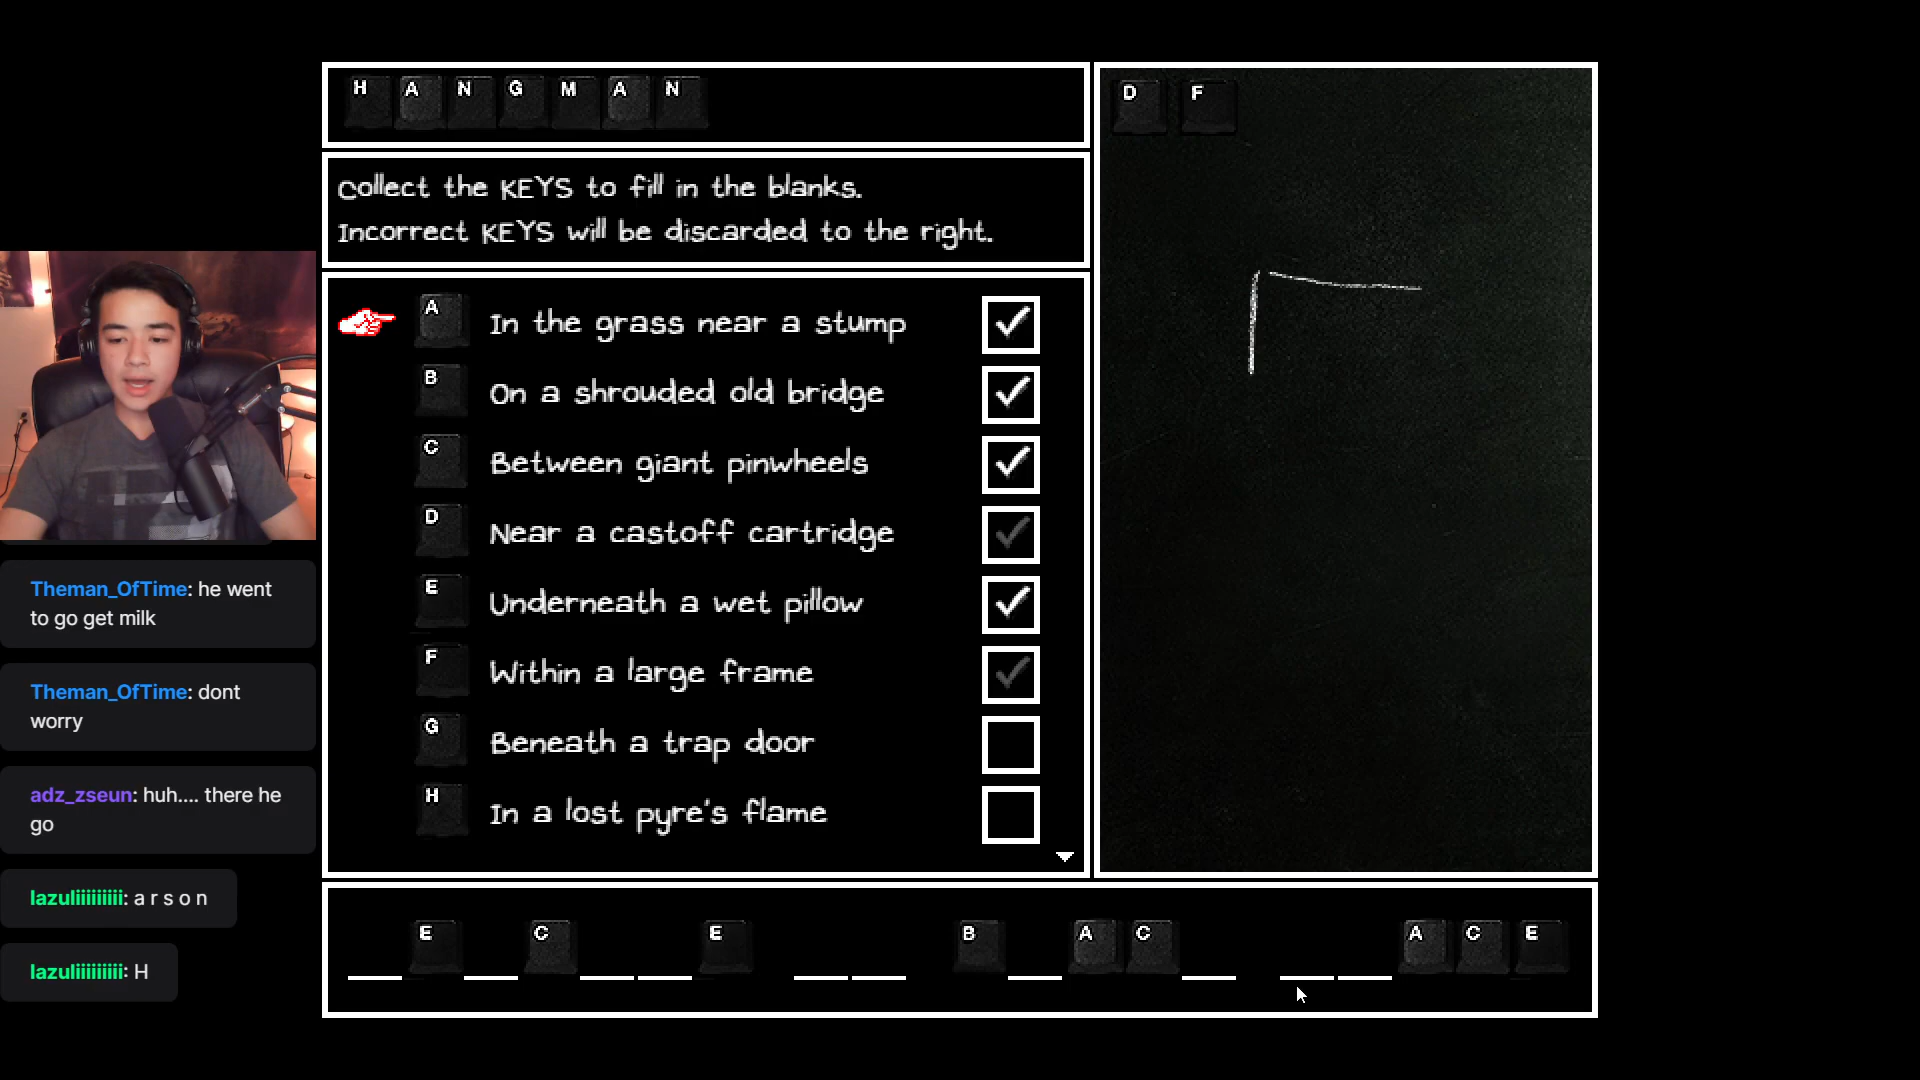 H A N G M A N
D F
Collect the KEYS to fill in the blanks.
Incorrect KEYS will be discarded to the right.
A In the grass near a stump
B On a shrouded old bridge
C Between giant pinwheels
D Near a castoff cartridge
E Underneath a wet pillow
F Within a large frame
G Beneath a trap door
H In a lost pyre's flame
Theman_OfTime: he went
to go get milk
Theman_OfTime: dont
worry
adz_zseun: huh.... there he
go
lazuliiiiiiiiii: a r s o n
lazuliiiiiiiiii: H
_ E _ C _ _ E _ _ B _ A C _ _ _ A C E